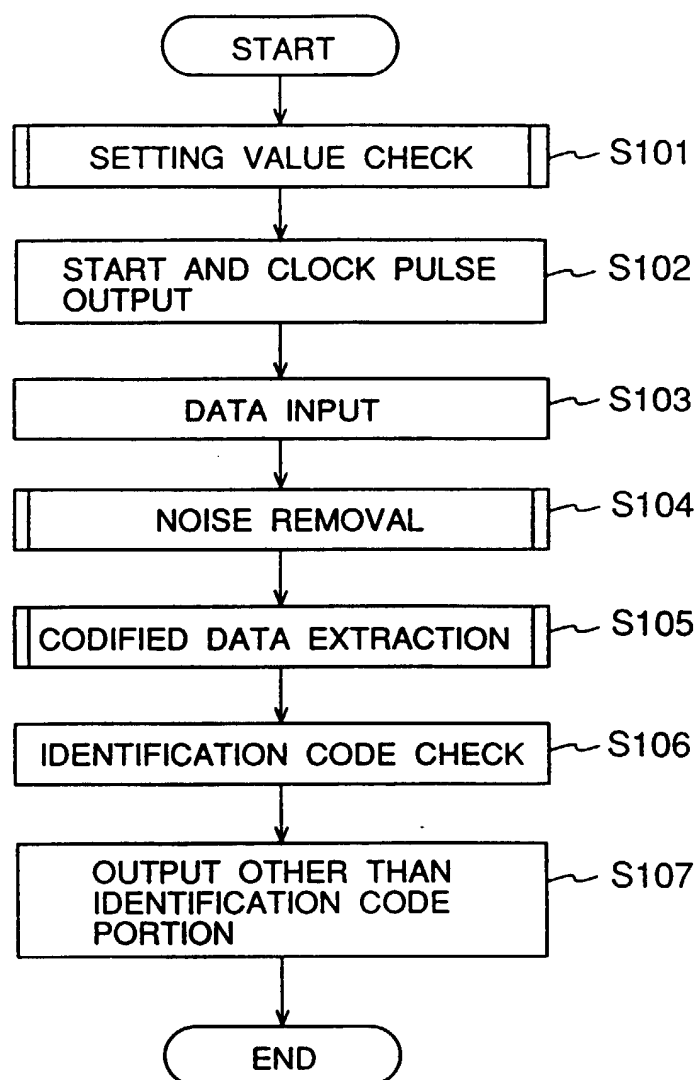 START
SETTING VALUE CHECK
S101
START AND CLOCK PULSE
OUTPUT
S102
DATA INPUT
S103
NOISE REMOVAL
S104
CODIFIED DATA EXTRACTION
S105
IDENTIFICATION CODE CHECK
S106
OUTPUT OTHER THAN
IDENTIFICATION CODE
PORTION
S107
END